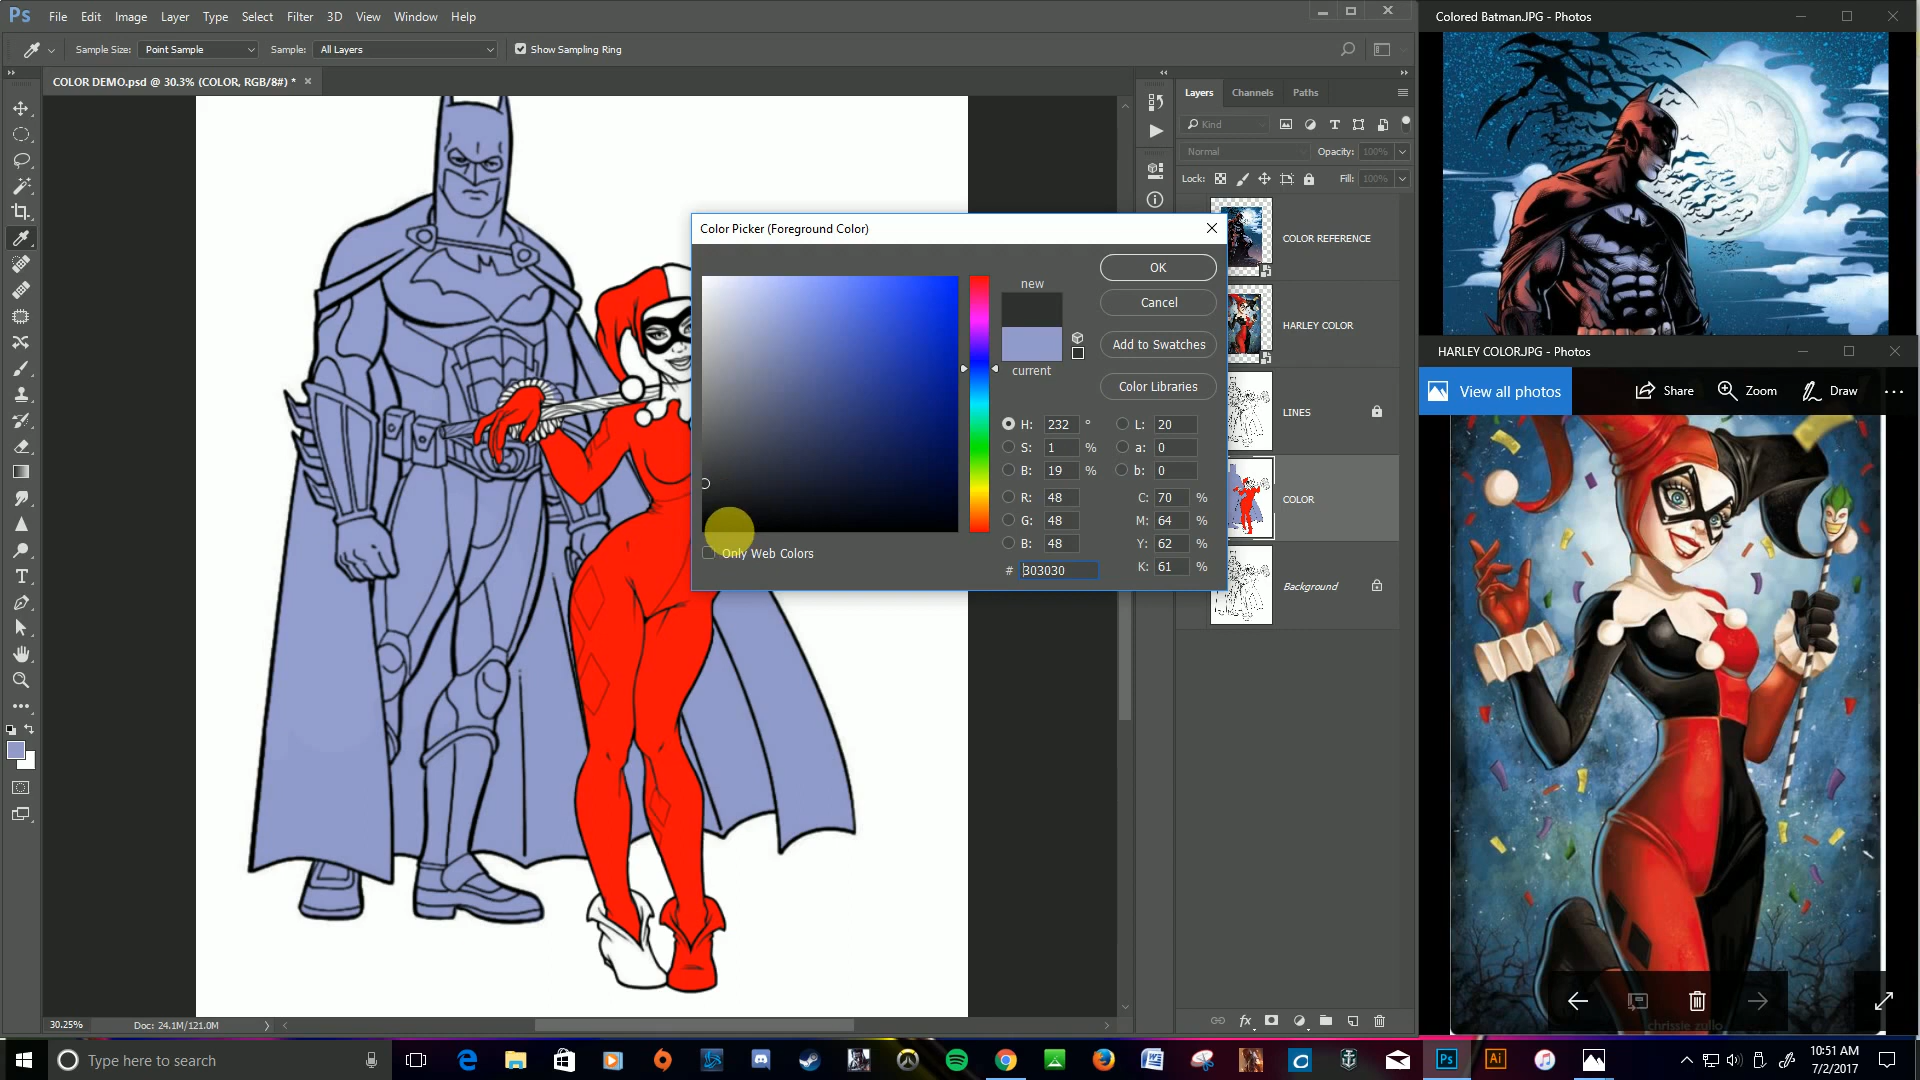 Ps File Edit Image Layer Type Select Filter 3D View Window Help
Sample Size: Point Sample Sample: All Layers Show Sampling Ring
COLOR DEMO.psd @ 30.3% (COLOR, RGB/8#) *
Layers Channels Paths
Kind
Normal Opacity: 100%
Lock: Fill: 100%
COLOR REFERENCE
HARLEY COLOR
LINES
COLOR
Background
Color Picker (Foreground Color)
new
current
OK
Cancel
Add to Swatches
Color Libraries
H: 232 ° L: 20
S: 1 % a: 0
B: 19 % b: 0
R: 48 C: 70 %
G: 48 M: 64 %
B: 48 Y: 62 %
# 303030 K: 61 %
Only Web Colors
30.25% Doc: 24.1M/121.0M
fx
Colored Batman.JPG - Photos
HARLEY COLOR.JPG - Photos
View all photos Share Zoom Draw
chrissie zullo
Type here to search
Ps Ai
10:51 AM
7/2/2017